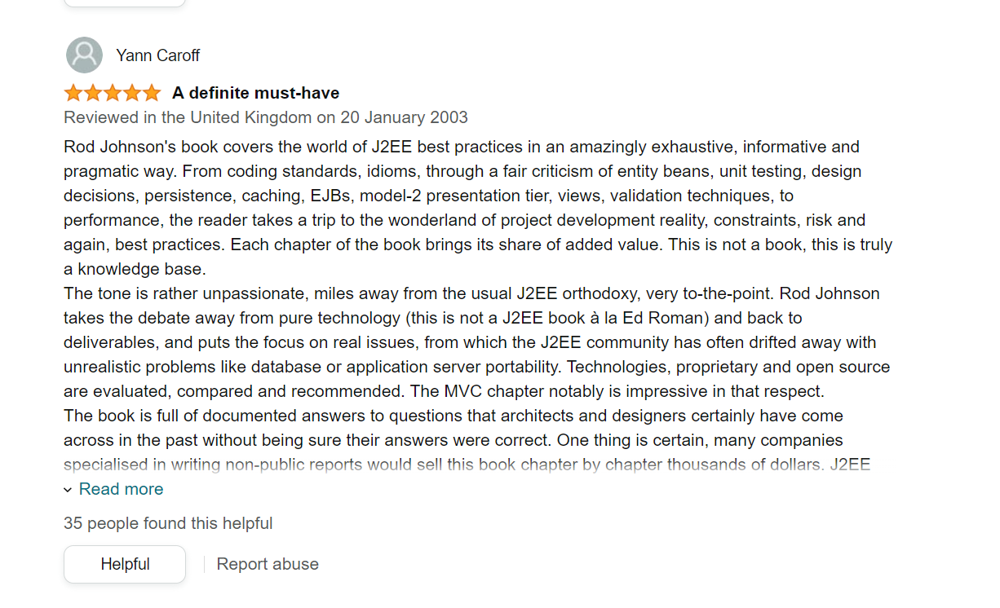 Yann Caroff
A definite must-have
Reviewed in the United Kingdom on 20 January 2003
Rod Johnson's book covers the world of J2EE best practices in an amazingly exhaustive, informative and
pragmatic way. From coding standards, idioms, through a fair criticism of entity beans, unit testing, design
decisions, persistence, caching, EJBs, model-2 presentation tier, views, validation techniques, to
performance, the reader takes a trip to the wonderland of project development reality, constraints, risk and
again, best practices. Each chapter of the book brings its share of added value. This is not a book, this is truly
a knowledge base.
The tone is rather unpassionate, miles away from the usual J2EE orthodoxy, very to-the-point. Rod Johnson
takes the debate away from pure technology (this is not a J2EE book à la Ed Roman) and back to
deliverables, and puts the focus on real issues, from which the J2EE community has often drifted away with
unrealistic problems like database or application server portability. Technologies, proprietary and open source
are evaluated, compared and recommended. The MVC chapter notably is impressive in that respect.
The book is full of documented answers to questions that architects and designers certainly have come
across in the past without being sure their answers were correct. One thing is certain, many companies
specialised in writing non-public reports would sell this book chapter by chapter thousands of dollars. J2EE
Read more
35 people found this helpful
Helpful
Report abuse